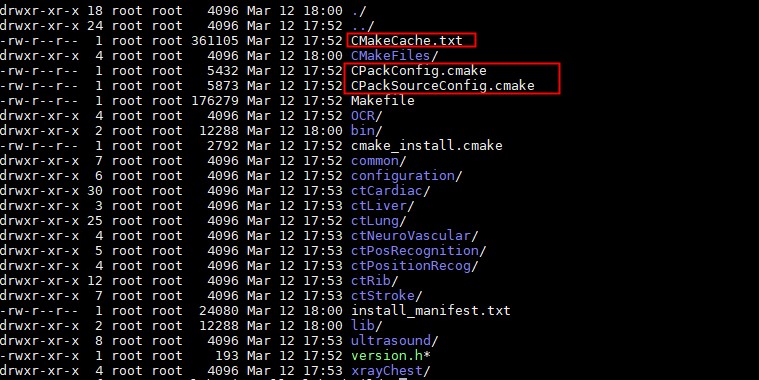 drwxr-xr-x 18 root root   4096 Mar 12 18:00 ./
drwxr-xr-x 24 root root   4096 Mar 12 17:52 ../
-rw-r--r--  1 root root 361105 Mar 12 17:52 CMakeCache.txt
drwxr-xr-x  4 root root   4096 Mar 12 18:00 CMakeFiles/
-rw-r--r--  1 root root   5432 Mar 12 17:52 CPackConfig.cmake
-rw-r--r--  1 root root   5873 Mar 12 17:52 CPackSourceConfig.cmake
-rw-r--r--  1 root root 176279 Mar 12 17:52 Makefile
drwxr-xr-x  4 root root   4096 Mar 12 17:52 OCR/
drwxr-xr-x  2 root root  12288 Mar 12 18:00 bin/
-rw-r--r--  1 root root   2792 Mar 12 17:52 cmake_install.cmake
drwxr-xr-x  7 root root   4096 Mar 12 17:52 common/
drwxr-xr-x  6 root root   4096 Mar 12 17:52 configuration/
drwxr-xr-x 30 root root   4096 Mar 12 17:53 ctCardiac/
drwxr-xr-x  3 root root   4096 Mar 12 17:53 ctLiver/
drwxr-xr-x 25 root root   4096 Mar 12 17:52 ctLung/
drwxr-xr-x  4 root root   4096 Mar 12 17:53 ctNeuroVascular/
drwxr-xr-x  5 root root   4096 Mar 12 17:53 ctPosRecognition/
drwxr-xr-x  4 root root   4096 Mar 12 17:53 ctPositionRecog/
drwxr-xr-x 12 root root   4096 Mar 12 17:53 ctRib/
drwxr-xr-x  7 root root   4096 Mar 12 17:53 ctStroke/
-rw-r--r--  1 root root  24080 Mar 12 18:00 install_manifest.txt
drwxr-xr-x  2 root root  12288 Mar 12 18:00 lib/
drwxr-xr-x  8 root root   4096 Mar 12 17:53 ultrasound/
-rwxr-xr-x  1 root root    193 Mar 12 17:52 version.h*
drwxr-xr-x  4 root root   4096 Mar 12 17:53 xrayChest/